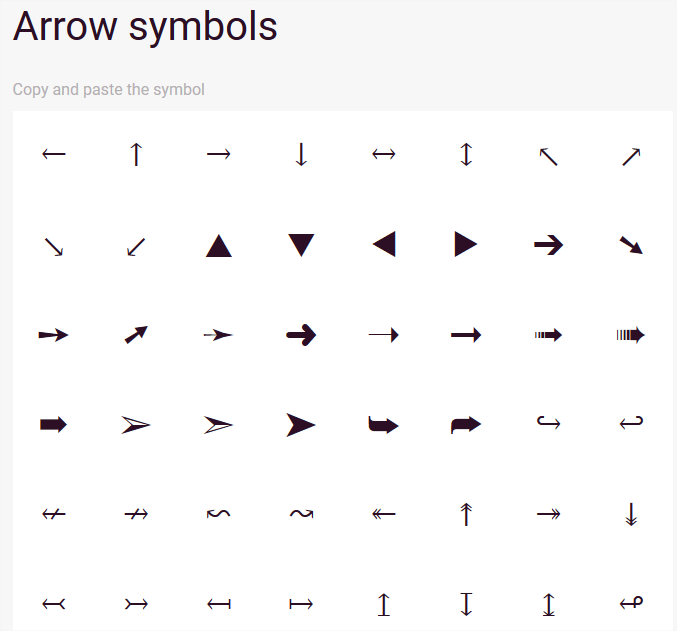 Arrow symbols
Copy and paste the symbol
← ↑ → ↓ ↔ ↕ ↖ ↗
↘ ↙ ▲ ▼ ◀ ▶ ➔ ➘
➙ ➚ ➛ ➜ ➝ ➞ ➟ ➠
➡ ➢ ➣ ➤ ➥ ➦ ↪ ↩
↚ ↛ ↜ ↝ ↞ ↟ ↠ ↡
↢ ↣ ↤ ↦ ↥ ↧ ↨ ↫